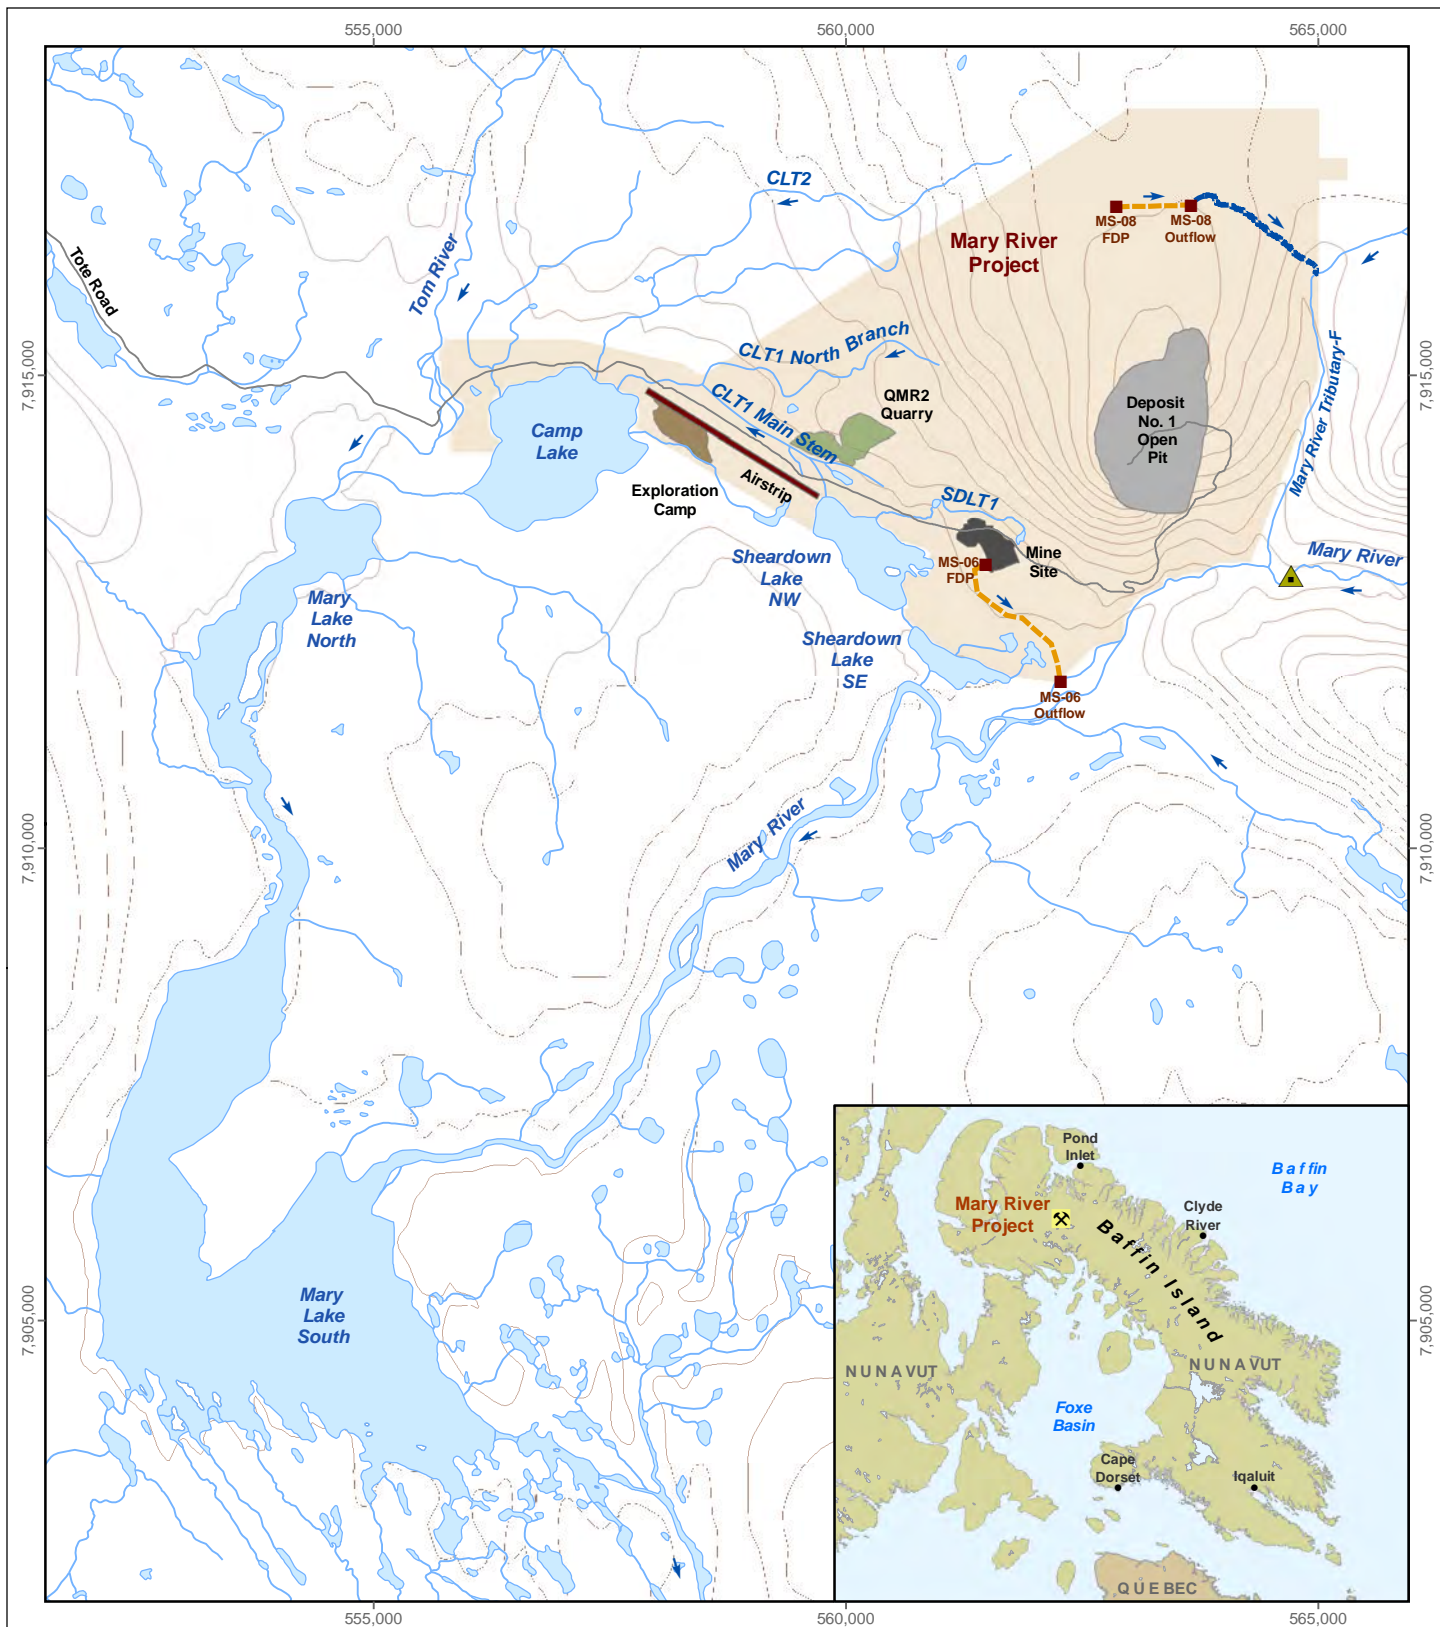 555,000
560,000
565,000
CLT2
MS-08
FDP
MS-08
Outflow
Mary River
Project
Tom River
Tote Road
CLT1 North Branch
Mary River Tributary-F
7,915,000
7,915,000
CLT1 Main Stem
QMR2
Quarry
Deposit
No. 1
Open
Pit
Camp
Lake
Airstrip
Exploration
Camp
SDLT1
Mine
Site
Mary River
MS-06
FDP
Sheardown
Lake
NW
Mary
Lake
North
Sheardown
Lake
SE
MS-06
Outflow
Mary River
7,910,000
7,910,000
Pond
Inlet
Baffin
Bay
Mary River
Project
Clyde
River
Baffin Island
Mary
Lake
South
7,905,000
7,905,000
NUNAVUT
NUNAVUT
Foxe
Basin
Cape
Dorset
Iqaluit
QUEBEC
555,000
560,000
565,000